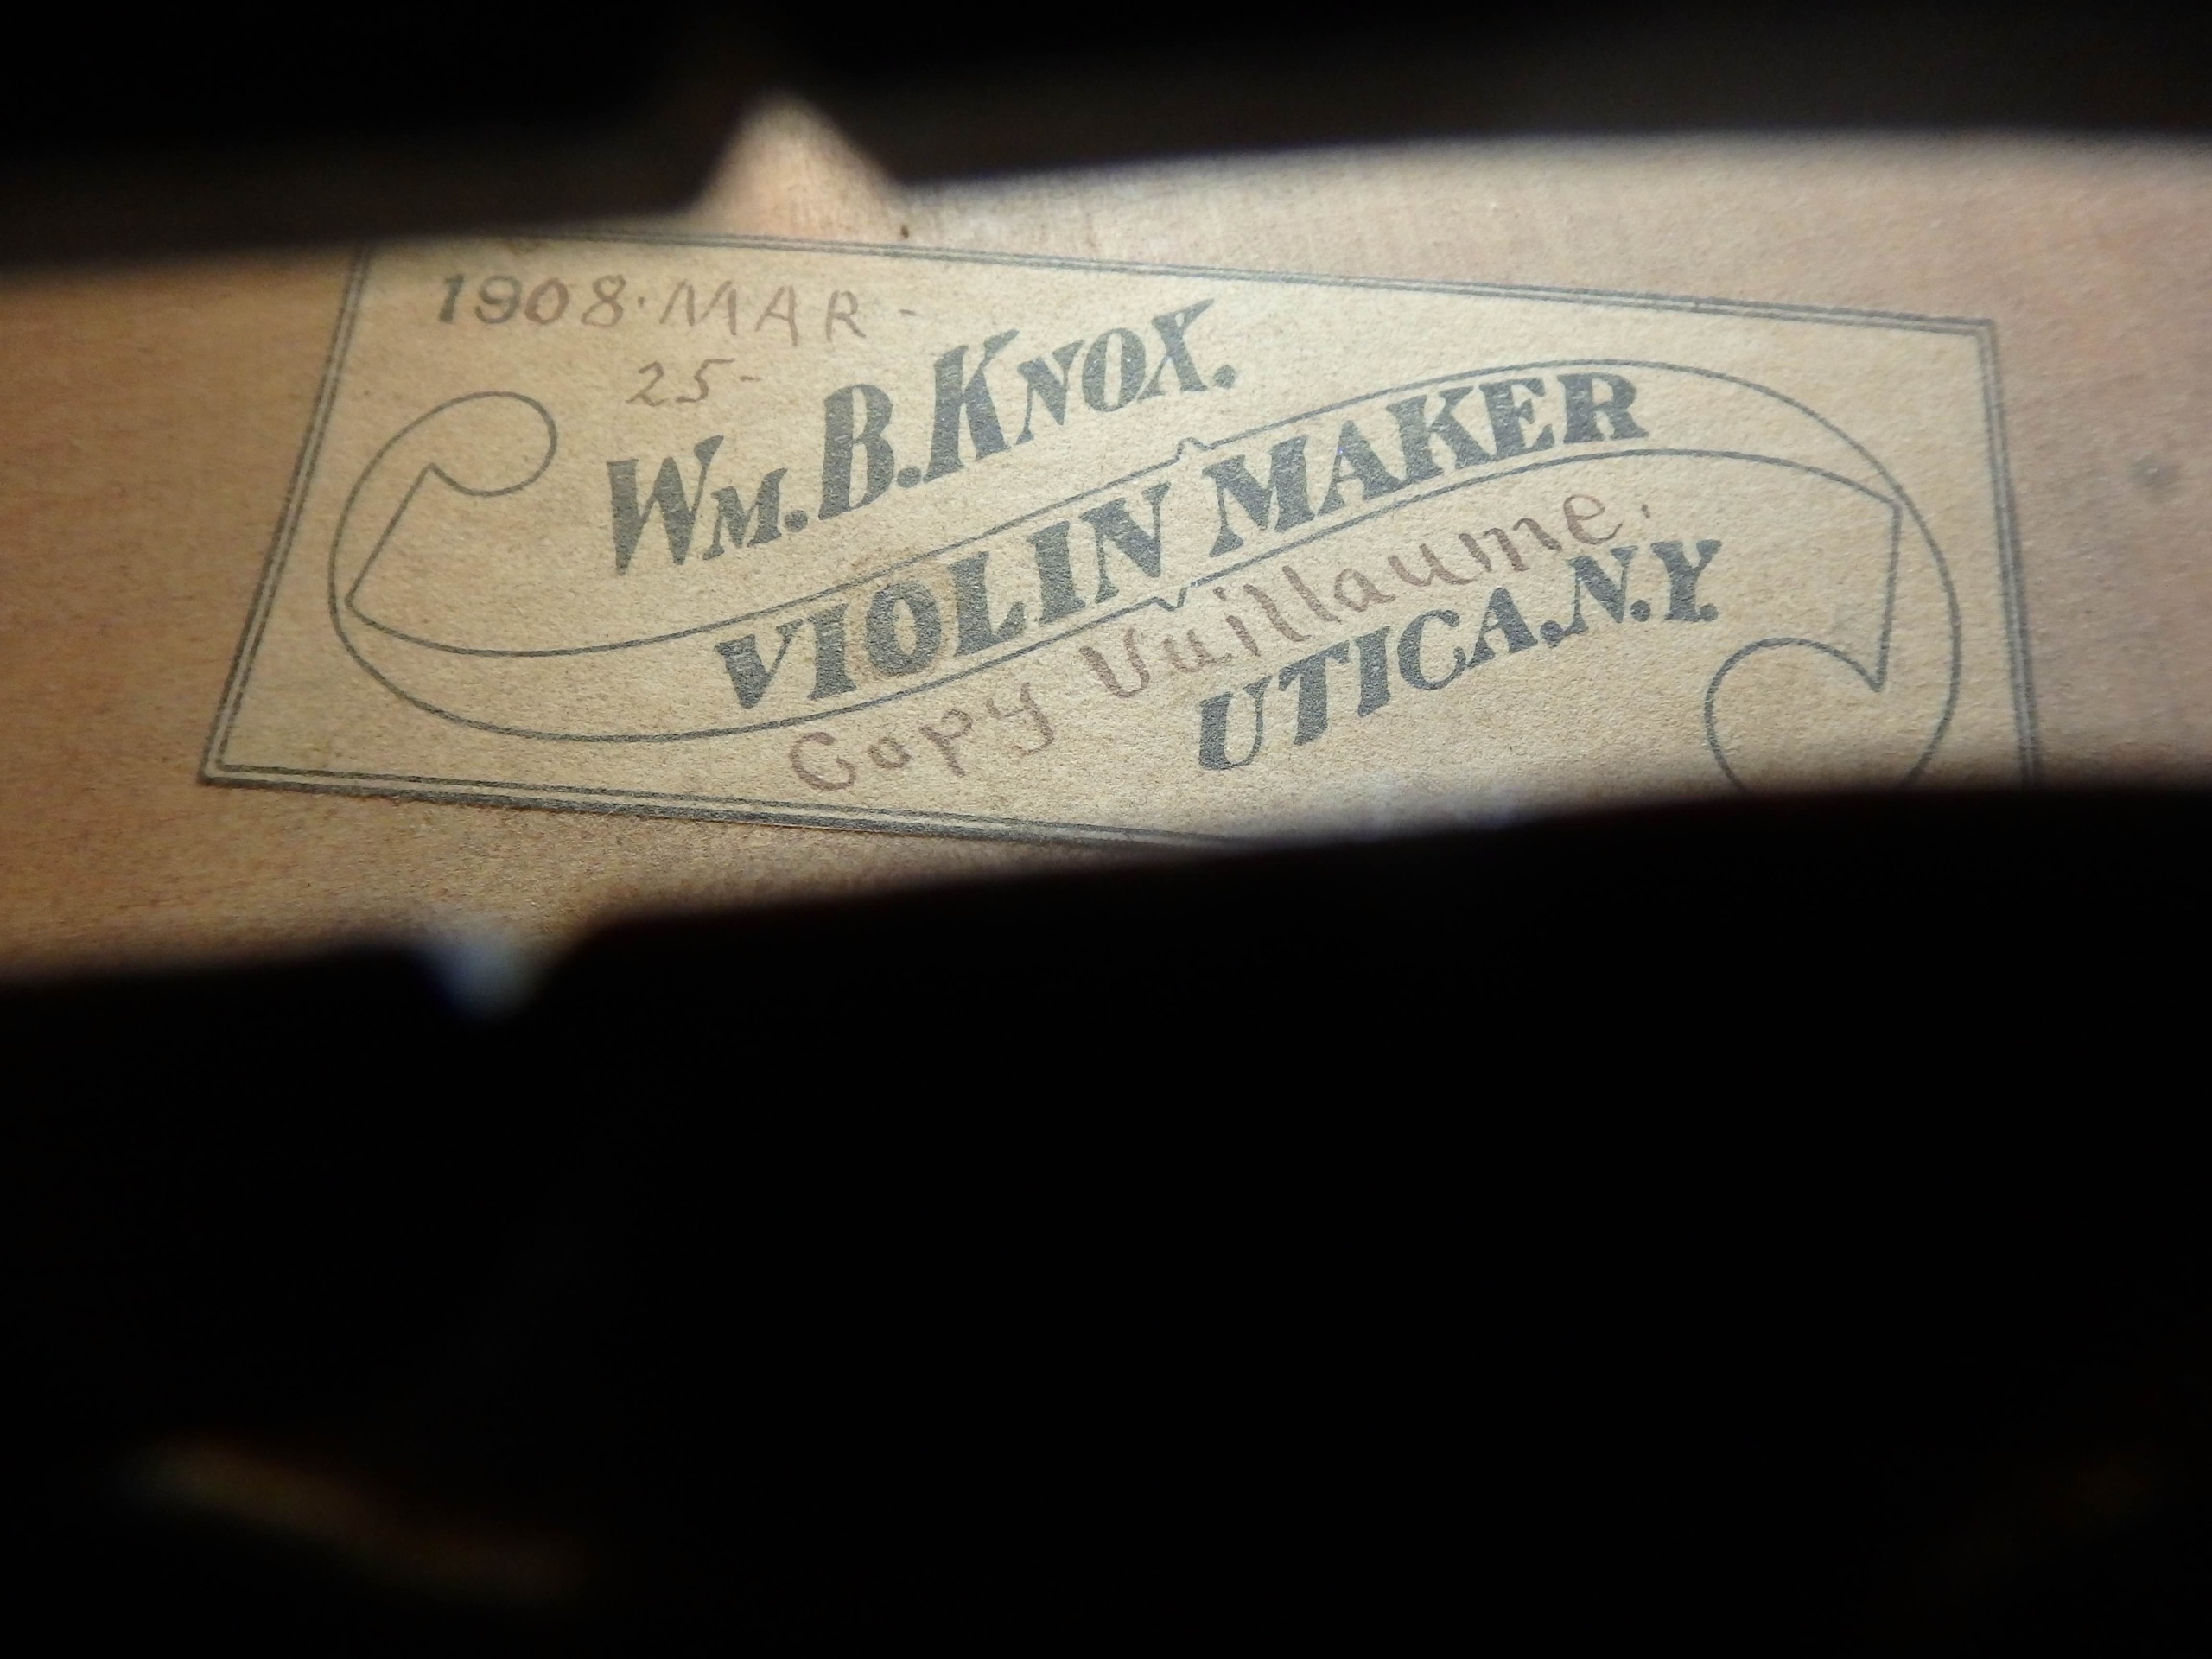 1908. MAR -
25-
WM. B. KNOX.
VIOLIN MAKER
Copy Vuillaume.
UTICA, N.Y.